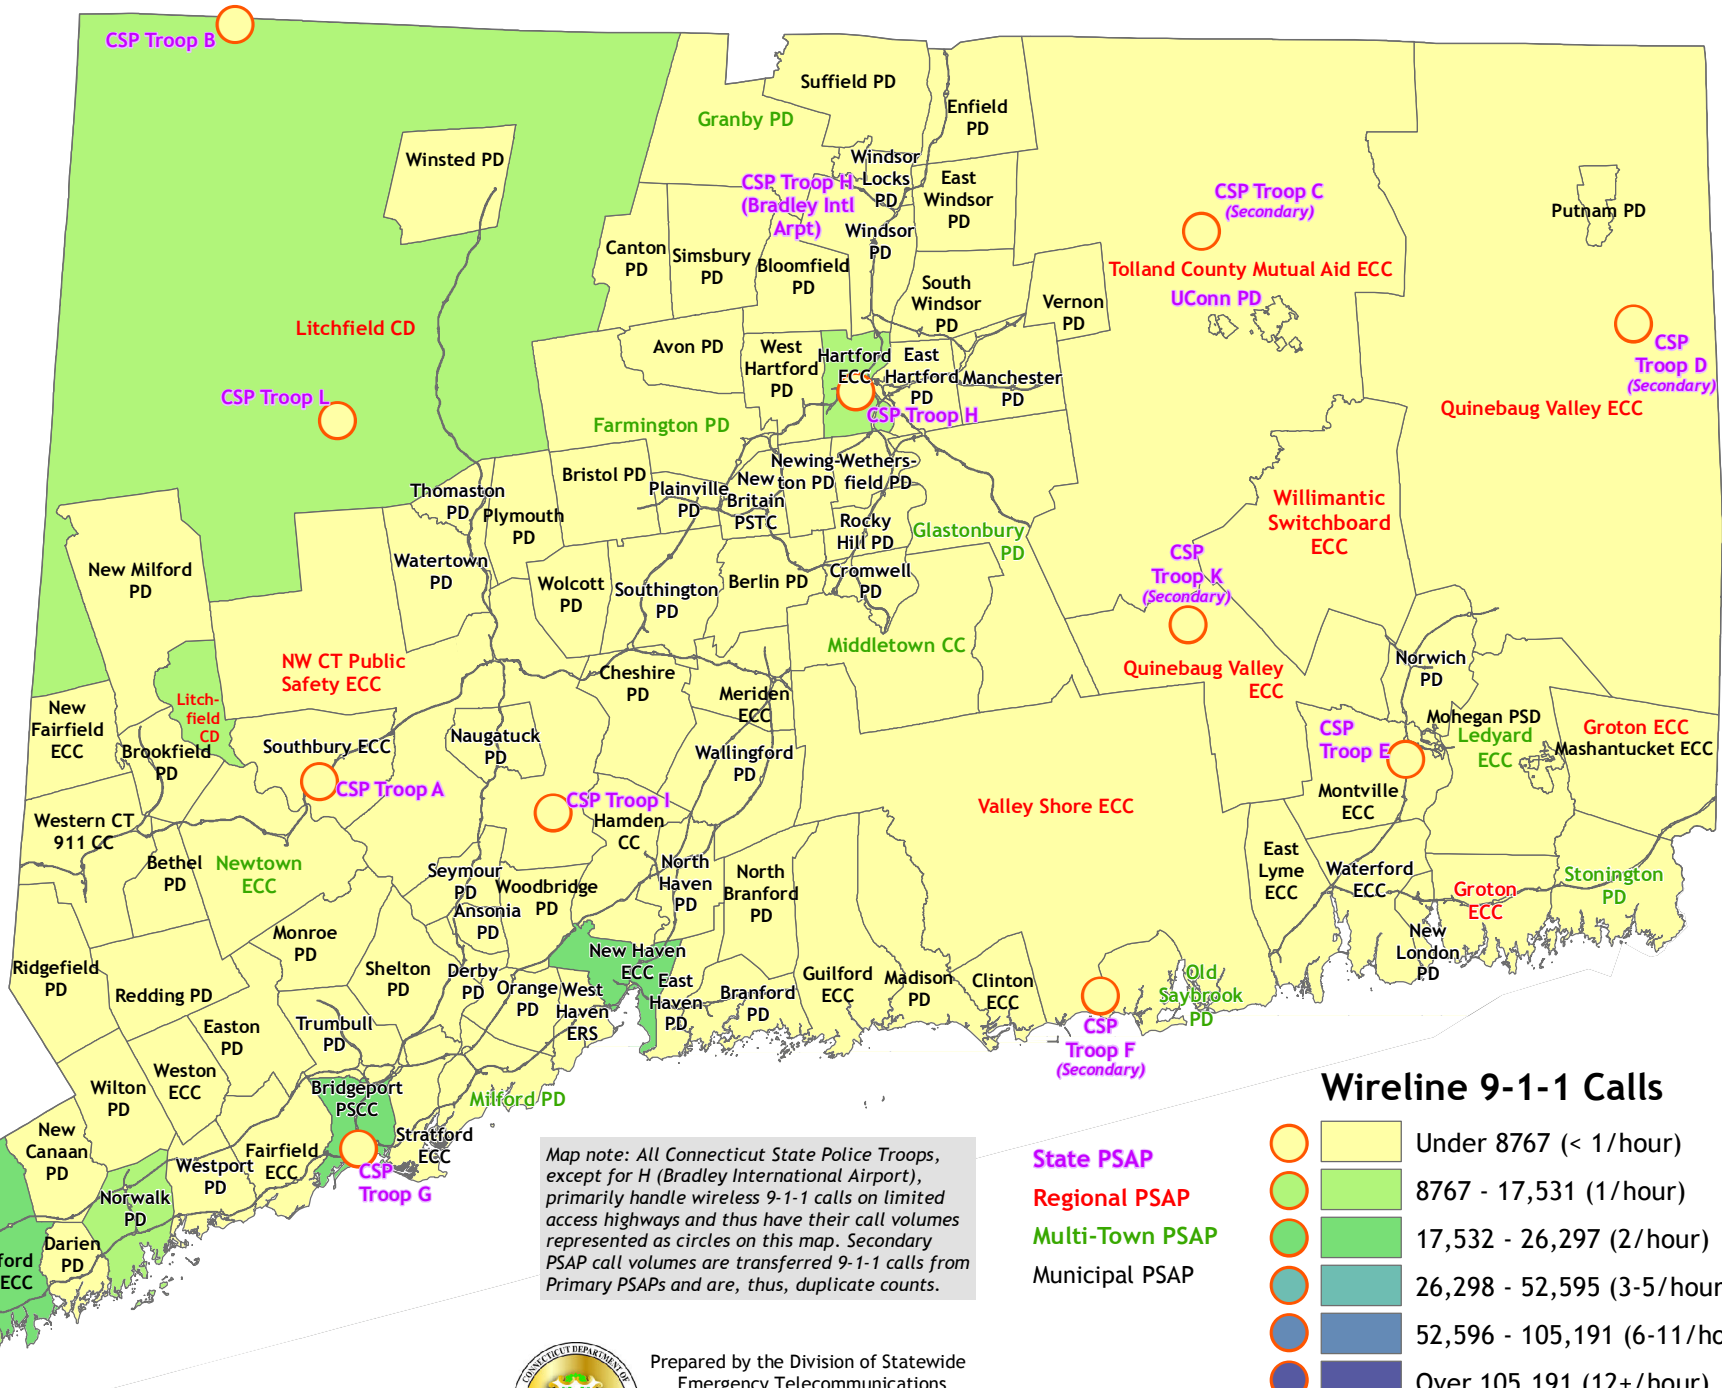 CSP Troop B
Suffield PD
Granby PD
Enfield
PD
Winsted PD
Windsor
Locks
PD
East
Windsor
PD
CSP Troop H
(Bradley Intl
Arpt)
CSP Troop C
(Secondary)
Putnam PD
Windsor
PD
Canton
PD
Simsbury
PD
Bloomfield
PD
Tolland County Mutual Aid ECC
South
Windsor
PD
Vernon
PD
UConn PD
Litchfield CD
Avon PD
West
Hartford
PD
Hartford
ECC
East
Hartford
PD
Manchester
PD
CSP
Troop D
(Secondary)
CSP Troop L
CSP Troop H
Quinebaug Valley ECC
Farmington PD
Bristol PD
Plainville
PD
New
Britain
PSTC
Newing-
ton PD
Wethers-
field PD
Thomaston
PD
Plymouth
PD
Willimantic
Switchboard
ECC
Rocky
Hill PD
Glastonbury
PD
New Milford
PD
Watertown
PD
Wolcott
PD
Southington
PD
Berlin PD
Cromwell
PD
CSP
Troop K
(Secondary)
Middletown CC
NW CT Public
Safety ECC
Cheshire
PD
Quinebaug Valley
ECC
Norwich
PD
Meriden
ECC
Litch-
field
CD
New
Fairfield
ECC
Brookfield
PD
Southbury ECC
Naugatuck
PD
Wallingford
PD
CSP
Troop E
Mohegan PSD
Ledyard
ECC
Groton ECC
Mashantucket ECC
CSP Troop A
CSP Troop I
Hamden
CC
Valley Shore ECC
Montville
ECC
Western CT
911 CC
Bethel
PD
Newtown
ECC
Seymour
PD
Woodbridge
PD
North
Haven
PD
North
Branford
PD
East
Lyme
ECC
Waterford
ECC
Groton
ECC
Stonington
PD
Ansonia
PD
Monroe
PD
New
London
PD
Ridgefield
PD
Redding PD
Shelton
PD
Derby
PD
Orange
PD
West
Haven
ERS
New Haven
ECC
East
Haven
PD
Branford
PD
Guilford
ECC
Madison
PD
Clinton
ECC
Old
Saybrook
PD
CSP
Troop F
(Secondary)
Easton
PD
Trumbull
PD
Weston
ECC
Wilton
PD
Bridgeport
PSCC
Milford PD
New
Canaan
PD
Fairfield
ECC
Stratford
ECC
Westport
PD
CSP
Troop G
Norwalk
PD
Darien
PD
ford
ECC
Map note: All Connecticut State Police Troops,
except for H (Bradley International Airport),
primarily handle wireless 9-1-1 calls on limited
access highways and thus have their call volumes
represented as circles on this map. Secondary
PSAP call volumes are transferred 9-1-1 calls from
Primary PSAPs and are, thus, duplicate counts.
State PSAP
Regional PSAP
Multi-Town PSAP
Municipal PSAP
Wireline 9-1-1 Calls
Under 8767 (< 1/hour)
8767 - 17,531 (1/hour)
17,532 - 26,297 (2/hour)
26,298 - 52,595 (3-5/hour
52,596 - 105,191 (6-11/ho
Over 105,191 (12+/hour)
CONNECTICUT DEPARTMENT OF
Prepared by the Division of Statewide
Emergency Telecommunications